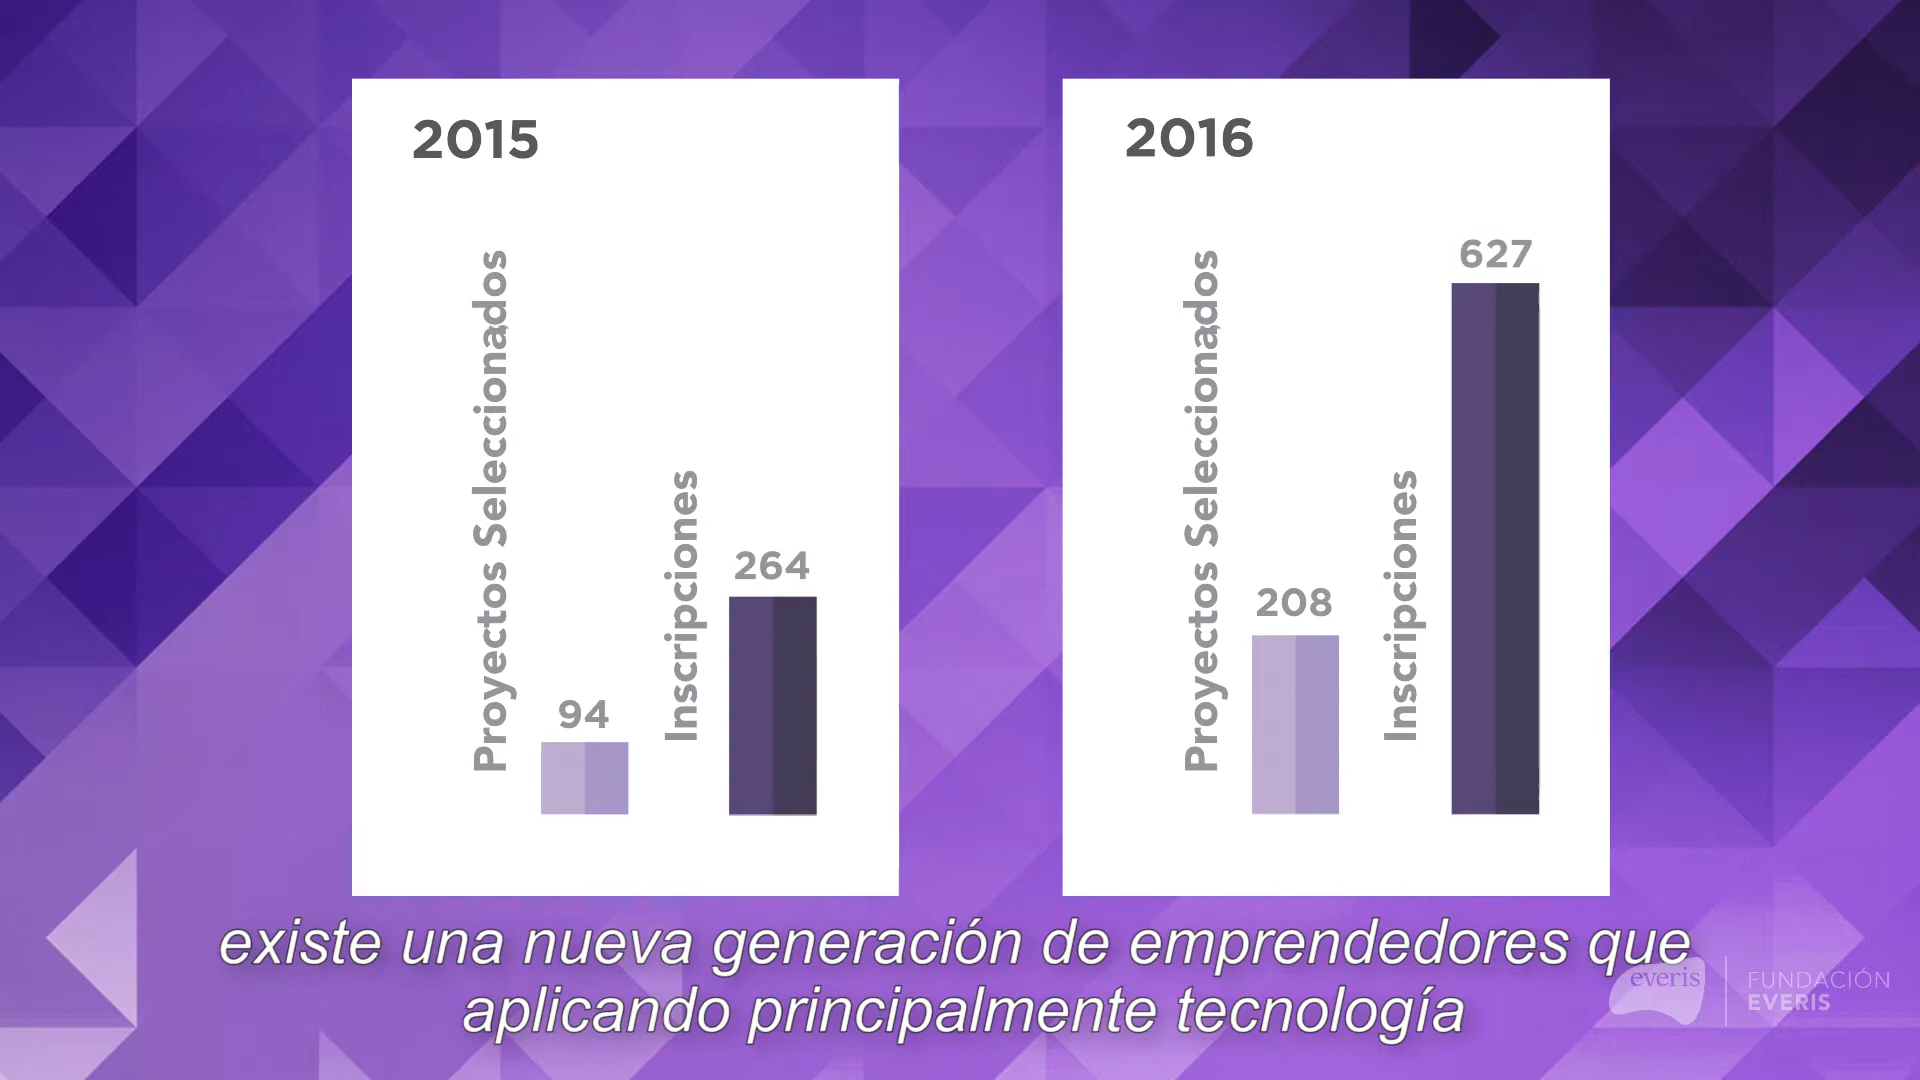 2015
Proyectos Seleccionados
94
Inscripciones
264
2016
Proyectos Seleccionados
208
Inscripciones
627
existe una nueva generación de emprendedores que
aplicando principalmente tecnología
everis
FUNDACIÓN
EVERIS